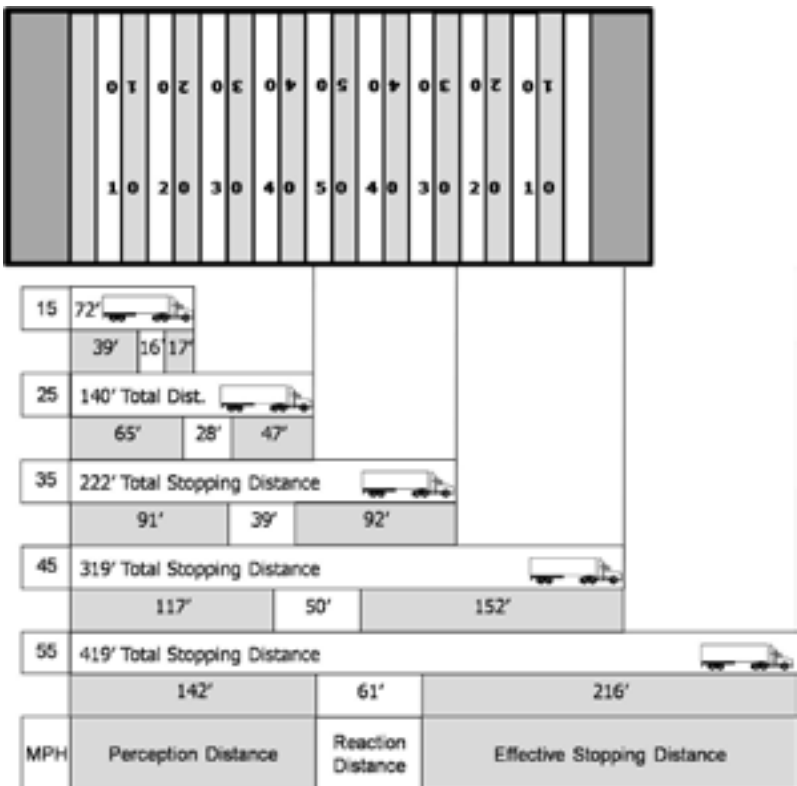 0 1 0 2 0 3 0 4 0 5 0 4 0 3 0 2 0 1
1 0 2 0 3 0 4 0 5 0 4 0 3 0 2 0 1 0
15 72′
39′ 16′ 17′
25 140′ Total Dist.
65′ 28′ 47′
35 222′ Total Stopping Distance
91′ 39′ 92′
45 319′ Total Stopping Distance
117′ 50′ 152′
55 419′ Total Stopping Distance
142′ 61′ 216′
MPH Perception Distance Reaction Distance Effective Stopping Distance